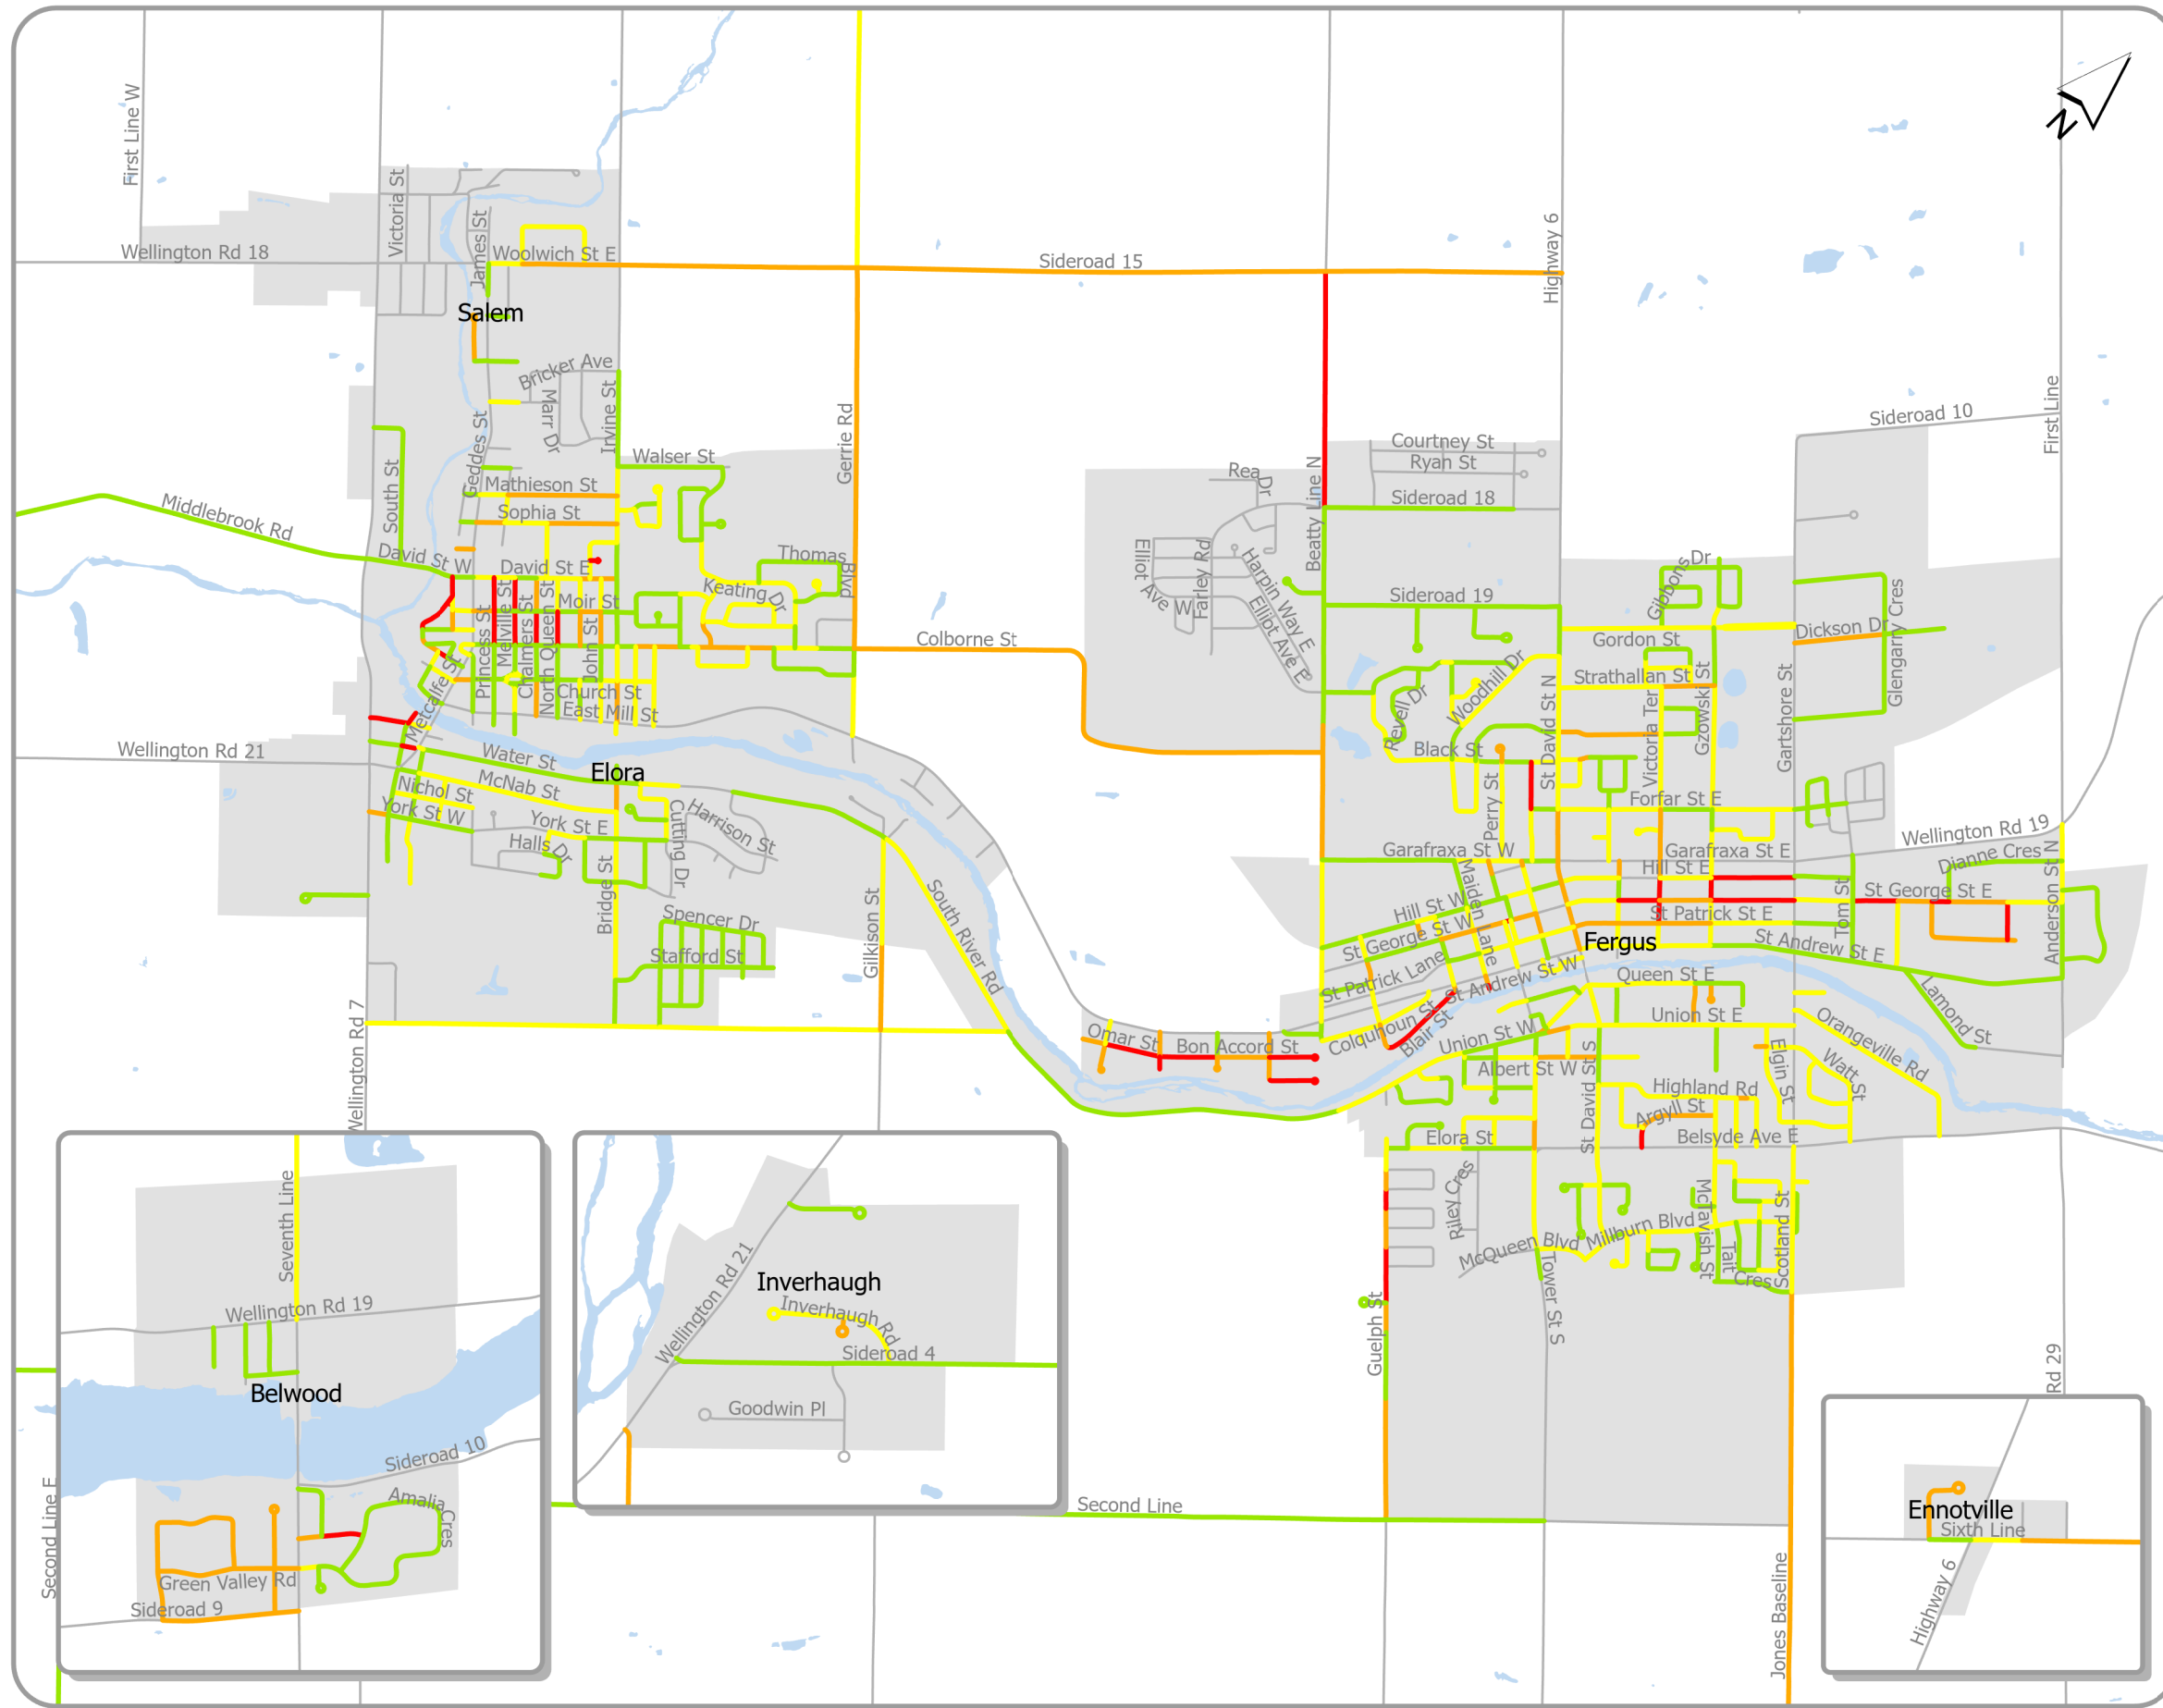 First Line W
Victoria St
James St
Wellington Rd 18
Woolwich St E
Sideroad 15
Highway 6
N
Salem
Bricker Ave
Marr Dr
Irvine St
Gerrie Rd
First Line
Sideroad 10
Geddes St
South St
Walser St
Mathieson St
Sophia St
Middlebrook Rd
David St W
David St E
Thomas Blvd
Keating Dr
Moir St
Princess St
Melville St
Chalmers St
North Queen St
John St
Church St
East Mill St
Metcalfe St
Colborne St
Courtney St
Ryan St
Rea Dr
Sideroad 18
Beatty Line N
Elliot Ave W
Farley Rd
Harpin Way E
Elliot Ave E
Sideroad 19
Gibbons Dr
Gordon St
Dickson Dr
Glengarry Cres
Strathallan St
Woodhill Dr
Revell Dr
St David St N
Victoria Ter
Gzowski St
Gartshore St
Black St
Perry St
Forfar St E
Wellington Rd 21
Water St
Elora
McNab St
Nichol St
York St W
York St E
Halls Dr
Cutting Dr
Harrison St
Bridge St
Spencer Dr
Stafford St
Gilkison St
South River Rd
Wellington Rd 7
Garafraxa St W
Garafraxa St E
Hill St E
Wellington Rd 19
Dianne Cres
St George St E
Anderson St N
Tom St
Maiden Lane
Hill St W
St George St W
St Patrick Lane
St Patrick St E
Fergus
St Andrew St E
St Andrew St W
Queen St E
Lamond St
Union St E
Orangeville Rd
Omar St
Bon Accord St
Colquhoun St
Blair St
Union St W
Albert St W
St David St S
Elgin St
Watt St
Highland Rd
Argyll St
Belsyde Ave E
Elora St
Riley Cres
McQueen Blvd
Millburn Blvd
McTavish St
Tait Cres
Scotland St
Tower St S
Guelph St
Rd 29
Seventh Line
Wellington Rd 19
Belwood
Sideroad 10
Amalia Cres
Green Valley Rd
Sideroad 9
Second Line E
Wellington Rd 21
Inverhaugh
Inverhaugh Rd
Sideroad 4
Goodwin Pl
Second Line
Jones Baseline
Ennotville
Sixth Line
Highway 6